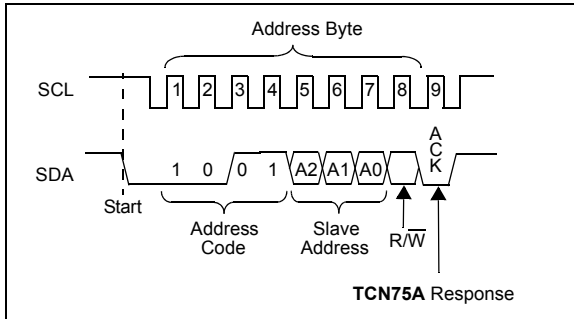 Address Byte
SCL
1 2 3 4 5 6 7 8 9
SDA
1 0 0 1 A2 A1 A0
ACK
Start
Address
Code
Slave
Address
R/W̅
TCN75A Response